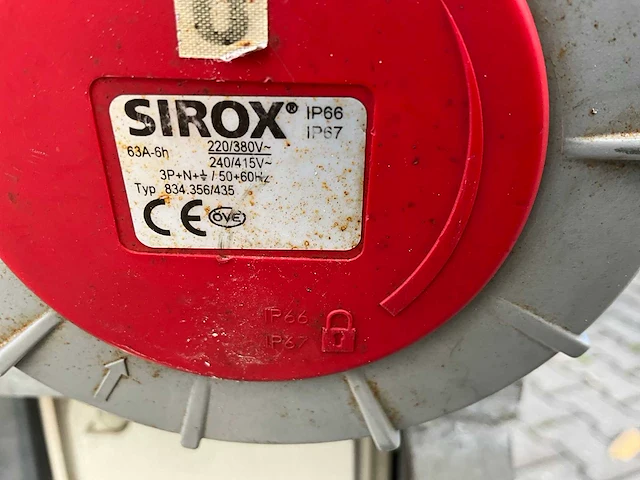 0
SIROX® IP66
IP67
63A-6h 220/380V~
240/415V~
3P+N+⏚ / 50+60Hz
Typ 834.356/435
CE ÖVE
IP66
IP67